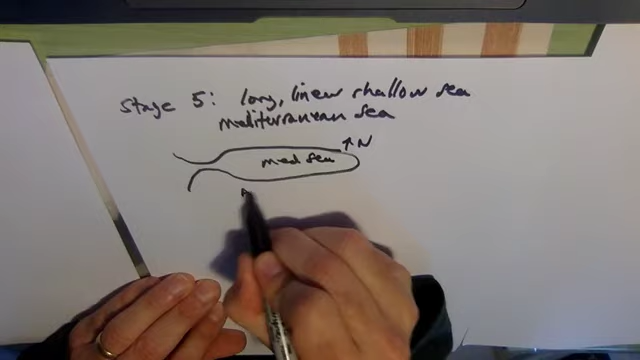 Stage 5: long, linear shallow sea
mediterranean sea
↑ N
med sea